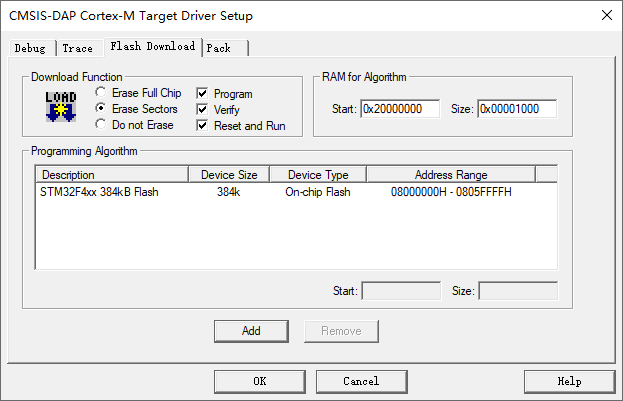 CMSIS-DAP Cortex-M Target Driver Setup
Debug Trace Flash Download Pack
Download Function
LOAD
Erase Full Chip
Erase Sectors
Do not Erase
Program
Verify
Reset and Run
RAM for Algorithm
Start: 0x20000000 Size: 0x00001000
Programming Algorithm
Description Device Size Device Type Address Range
STM32F4xx 384kB Flash 384k On-chip Flash 08000000H - 0805FFFFH
Start: Size:
Add Remove
OK Cancel Help